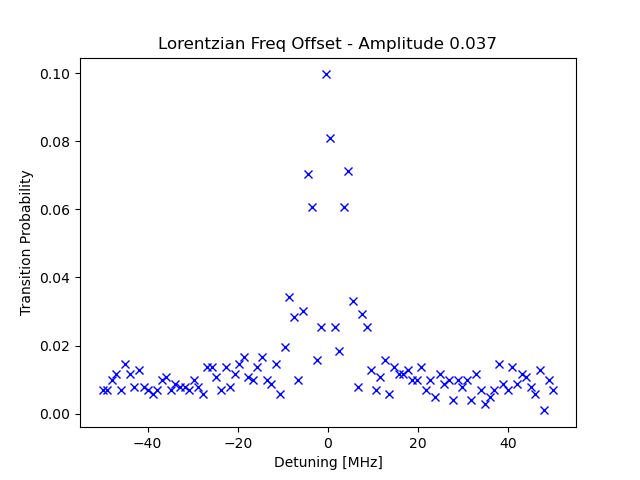 Lorentzian Freq Offset - Amplitude 0.037
Transition Probability
0.10
0.08
0.06
0.04
0.02
0.00
−40 −20 0 20 40
Detuning [MHz]